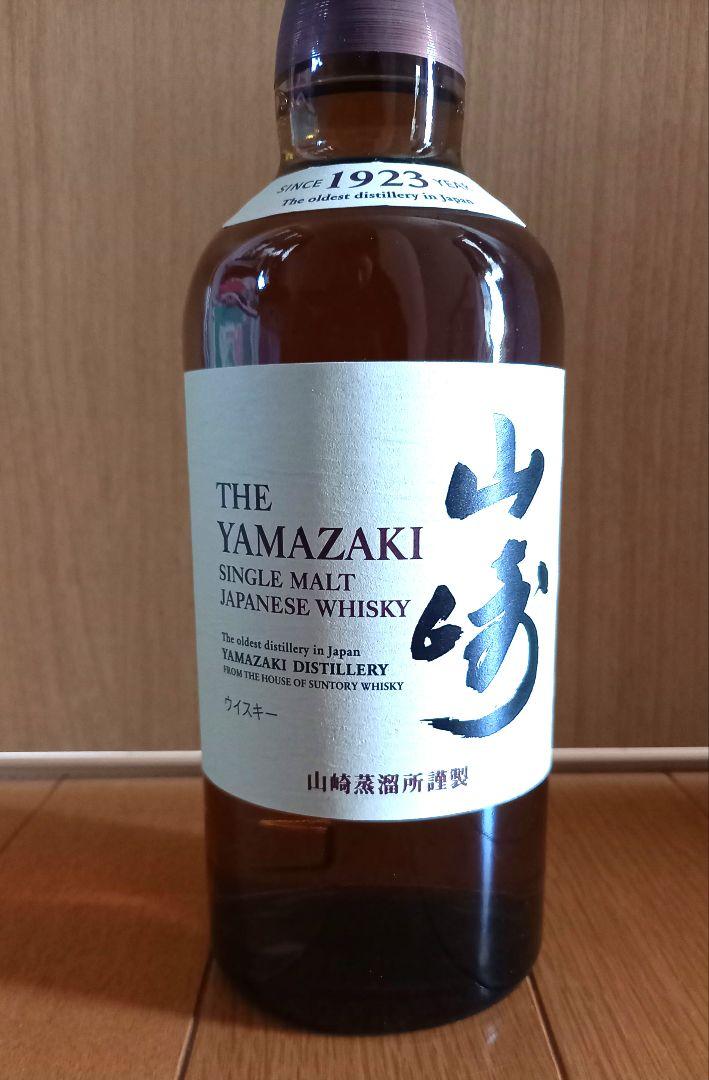 SINCE 1923 YEAR
The oldest distillery in Japan
THE
YAMAZAKI
SINGLE MALT
JAPANESE WHISKY
The oldest distillery in Japan
YAMAZAKI DISTILLERY
FROM THE HOUSE OF SUNTORY WHISKY
ウイスキー
山崎
山崎蒸溜所謹製